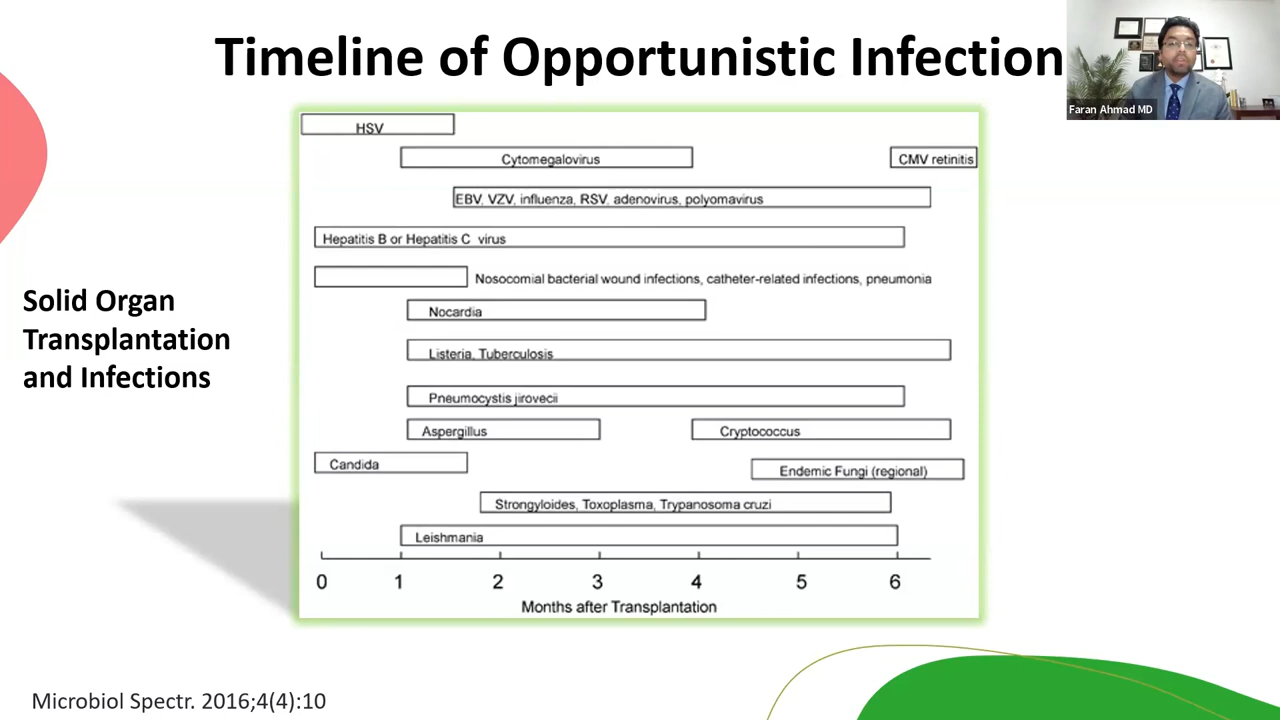 Timeline of Opportunistic Infection
Faran Ahmad MD
Solid Organ
Transplantation
and Infections
HSV
Cytomegalovirus
CMV retinitis
EBV, VZV, influenza, RSV, adenovirus, polyomavirus
Hepatitis B or Hepatitis C virus
Nosocomial bacterial wound infections, catheter-related infections, pneumonia
Nocardia
Listeria, Tuberculosis
Pneumocystis jirovecii
Aspergillus
Cryptococcus
Candida
Endemic Fungi (regional)
Strongyloides, Toxoplasma, Trypanosoma cruzi
Leishmania
0 1 2 3 4 5 6
Months after Transplantation
Microbiol Spectr. 2016;4(4):10